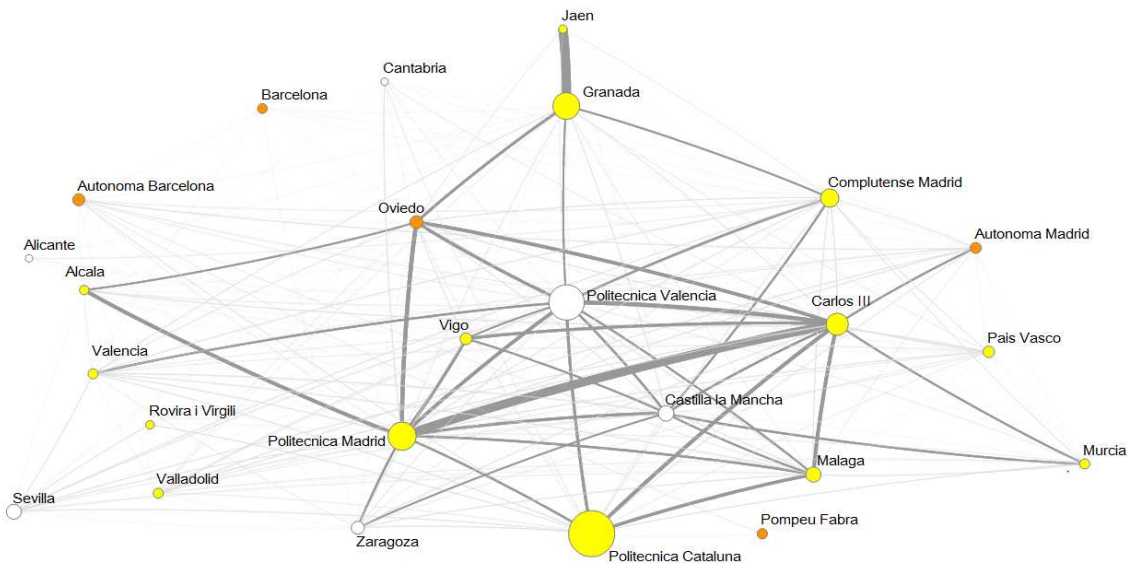 Jaen
Cantabria
Granada
Barcelona
Autonoma Barcelona
Complutense Madrid
Oviedo
Autonoma Madrid
Alicante
Alcala
Politecnica Valencia
Carlos III
Vigo
Pais Vasco
Valencia
Castilla la Mancha
Rovira i Virgili
Politecnica Madrid
Murcia
Malaga
Valladolid
Sevilla
Pompeu Fabra
Zaragoza
Politecnica Cataluna